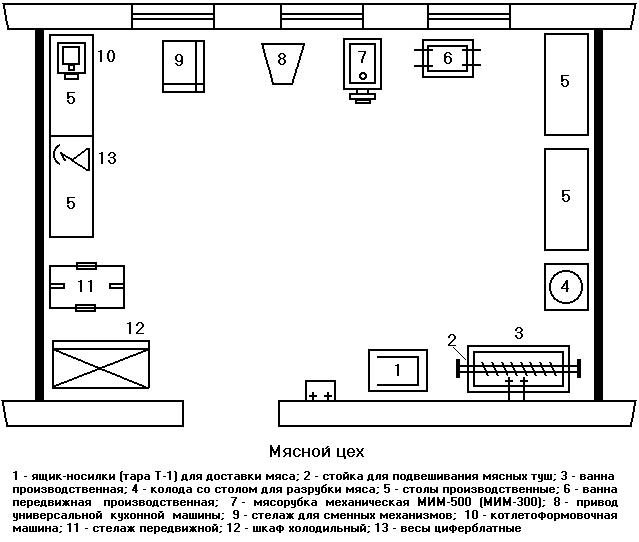 10
9
8
7
6
5
5
13
5
5
4
11
12
3
2
1
Мясной цех
1 - ящик-носилки (тара Т-1) для доставки мяса; 2 - стойка для подвешивания мясных туш; 3 - ванна
производственная; 4 - колода со столом для разрубки мяса; 5 - столы производственные; 6 - ванна
передвижная производственная; 7 - мясорубка механическая МИМ-500 (МИМ-300); 8 - привод
универсальной кухонной машины; 9 - стелаж для сменных механизмов; 10 - котлетоформовочная
машина; 11 - стелаж передвижной; 12 - шкаф холодильный; 13 - весы циферблатные